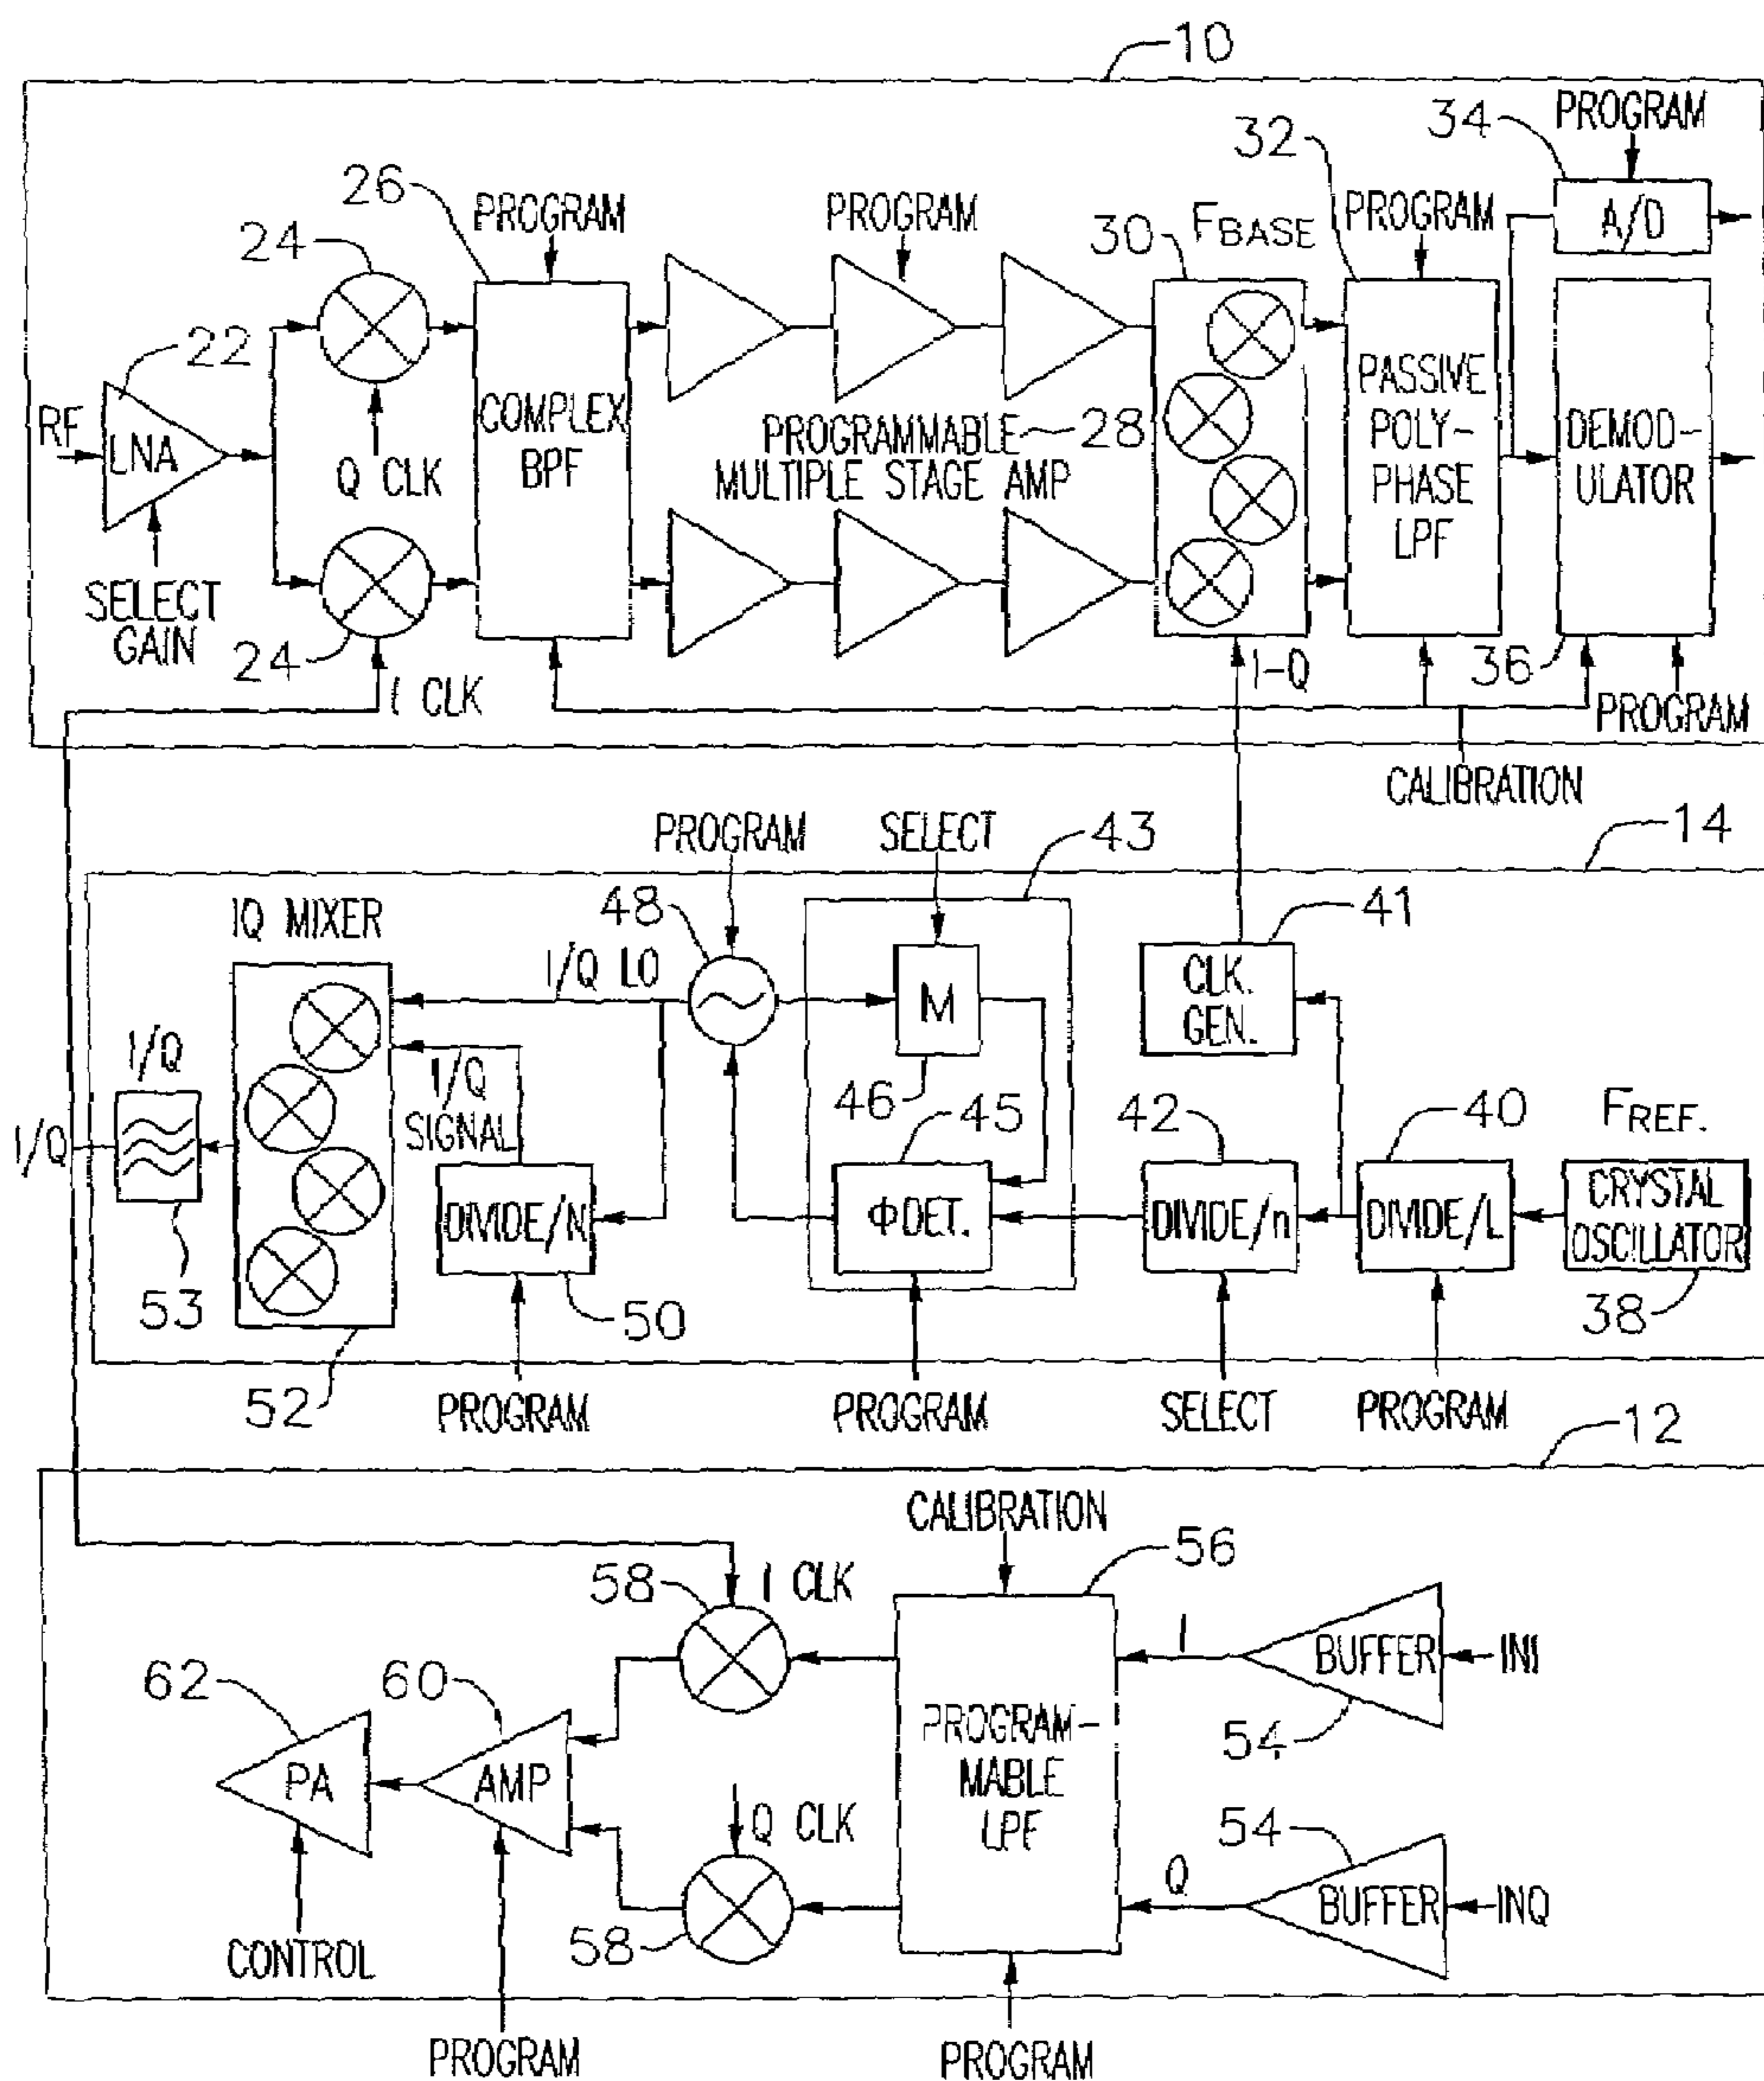 10
PROGRAM
34
32
26
PROGRAM
PROGRAM
30
FBASE
PROGRAM
A/D
24
22
RF
LNA
Q CLK
COMPLEX
BPF
PROGRAMMABLE
MULTIPLE STAGE AMP
28
PASSIVE
POLY-
PHASE
LPF
DEMOD-
ULATOR
SELECT
GAIN
24
I CLK
I-Q
36
PROGRAM
CALIBRATION
PROGRAM
SELECT
43
14
IQ MIXER
48
I/Q LO
M
41
CLK.
GEN.
I/Q
I/Q
I/Q
SIGNAL
46
45
42
40
FREF.
DIVIDE/N
ΦDET.
DIVIDE/n
DIVIDE/L
CRYSTAL
OSCILLATOR
53
50
38
52
PROGRAM
PROGRAM
SELECT
PROGRAM
12
CALIBRATION
56
58
I CLK
I
BUFFER
INI
62
60
54
PA
AMP
PROGRAM-
MABLE
LPF
Q CLK
54
Q
BUFFER
INQ
58
CONTROL
PROGRAM
PROGRAM